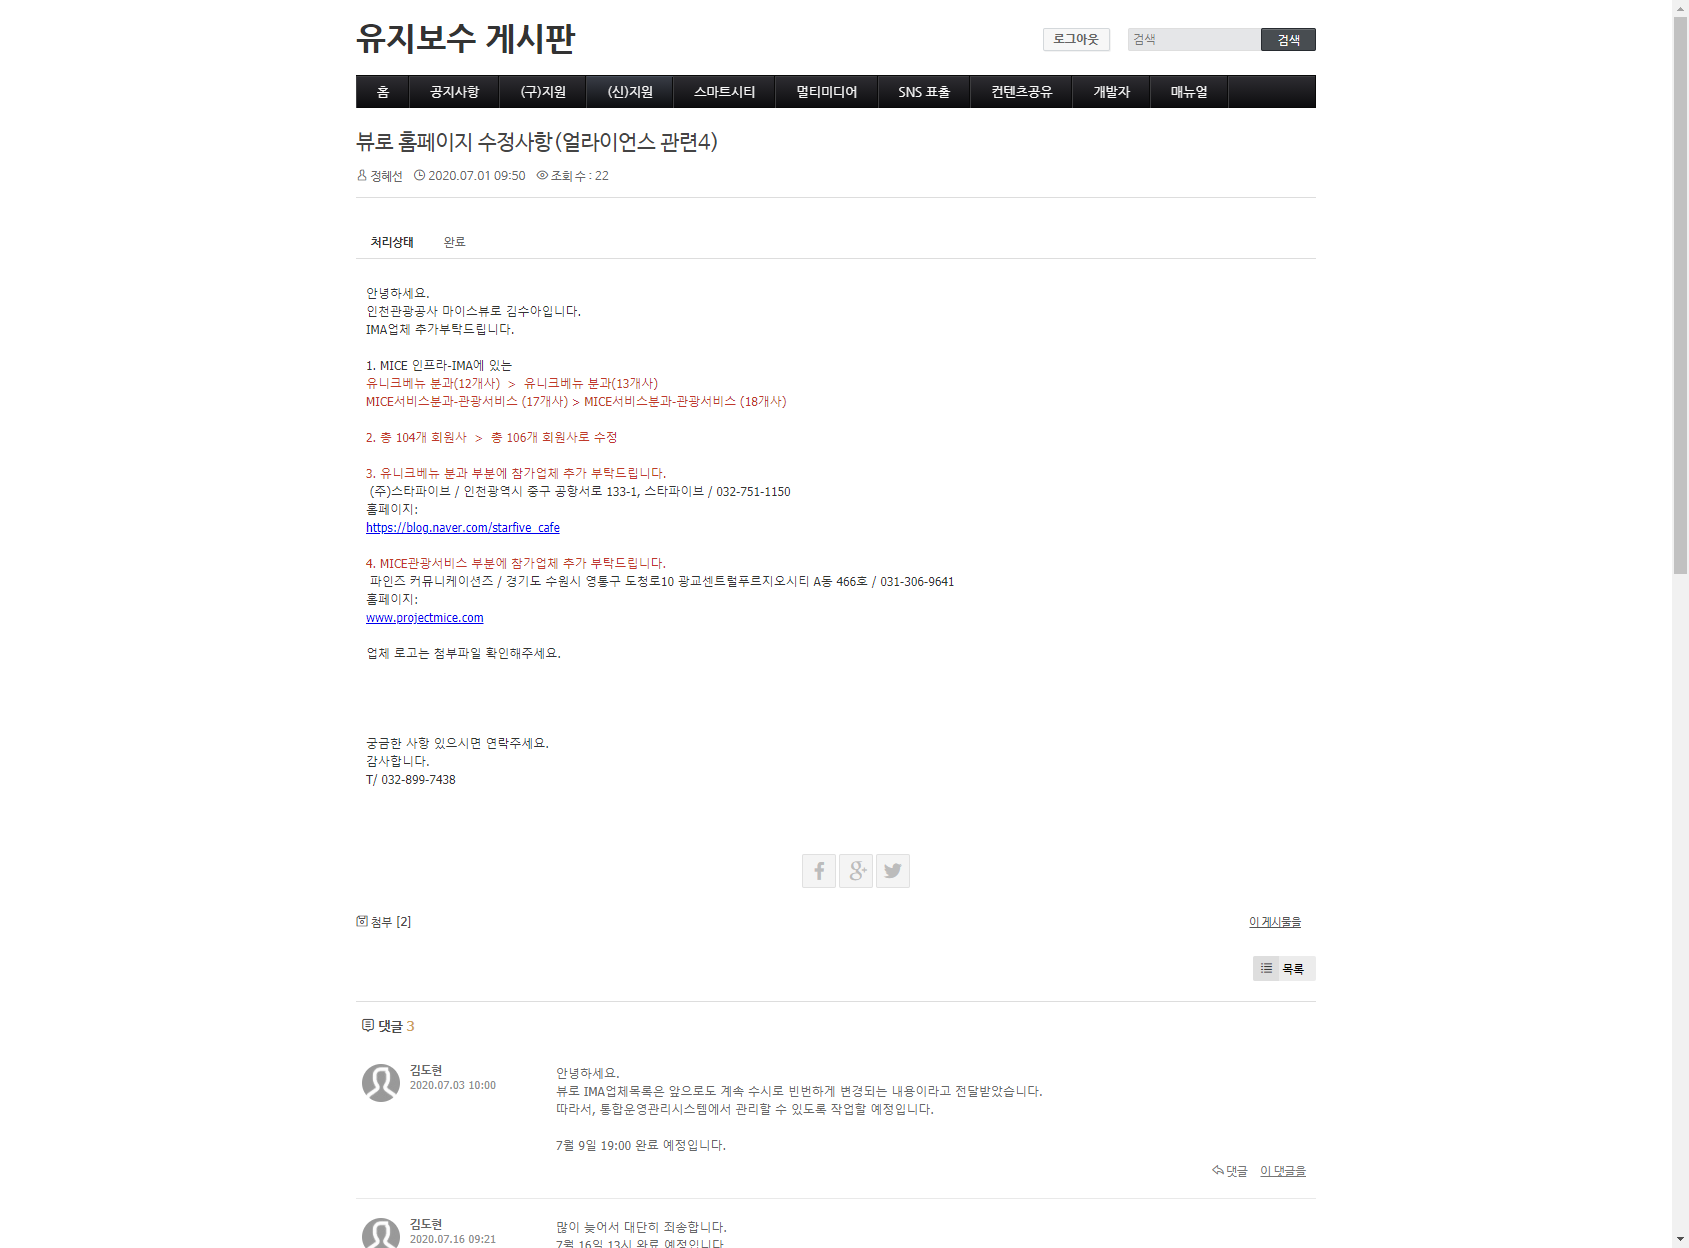 유지보수 게시판
로그아웃 검색 검색
홈 공지사항 (구)지원 (신)지원 스마트시티 멀티미디어 SNS 표출 컨텐츠공유 개발자 매뉴얼
뷰로 홈페이지 수정사항(얼라이언스 관련4)
정혜선 2020.07.01 09:50 조회 수 : 22
처리상태 완료
안녕하세요.
인천관광공사 마이스뷰로 김수아입니다.
IMA업체 추가부탁드립니다.
1. MICE 인프라-IMA에 있는
유니크베뉴 분과(12개사) > 유니크베뉴 분과(13개사)
MICE서비스분과-관광서비스 (17개사) > MICE서비스분과-관광서비스 (18개사)
2. 총 104개 회원사 > 총 106개 회원사로 수정
3. 유니크베뉴 분과 부분에 참가업체 추가 부탁드립니다.
(주)스타파이브 / 인천광역시 중구 공항서로 133-1, 스타파이브 / 032-751-1150
홈페이지:
https://blog.naver.com/starfive_cafe
4. MICE관광서비스 부분에 참가업체 추가 부탁드립니다.
파인즈 커뮤니케이션즈 / 경기도 수원시 영통구 도청로10 광교센트럴푸르지오시티 A동 466호 / 031-306-9641
홈페이지:
www.projectmice.com
업체 로고는 첨부파일 확인해주세요.
궁금한 사항 있으시면 연락주세요.
감사합니다.
T/ 032-899-7438
첨부 [2] 이 게시물을
목록
댓글 3
김도현
2020.07.03 10:00
안녕하세요.
뷰로 IMA업체목록은 앞으로도 계속 수시로 빈번하게 변경되는 내용이라고 전달받았습니다.
따라서, 통합운영관리시스템에서 관리할 수 있도록 작업할 예정입니다.
7월 9일 19:00 완료 예정입니다.
댓글 이 댓글을
김도현
2020.07.16 09:21
많이 늦어서 대단히 죄송합니다.
7월 16일 13시 완료 예정입니다